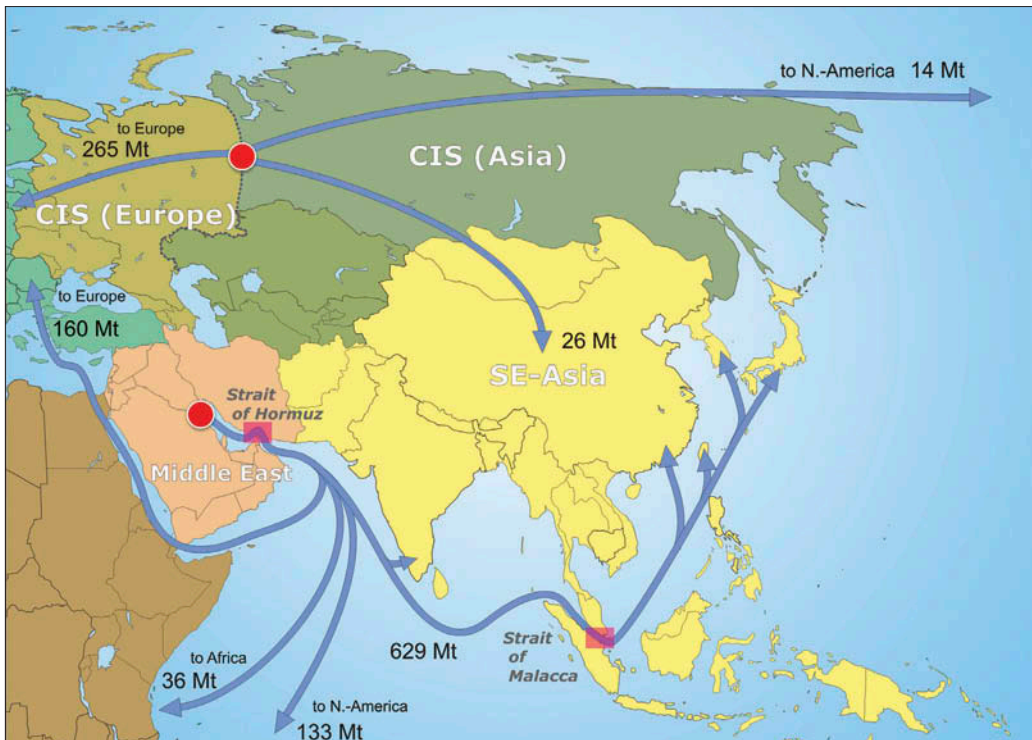 to N.-America 14 Mt
to Europe
265 Mt
CIS (Asia)
CIS (Europe)
to Europe
160 Mt
26 Mt
SE-Asia
Strait
of Hormuz
Middle East
629 Mt
Strait
of
Malacca
to Africa
36 Mt
to N.-America
133 Mt